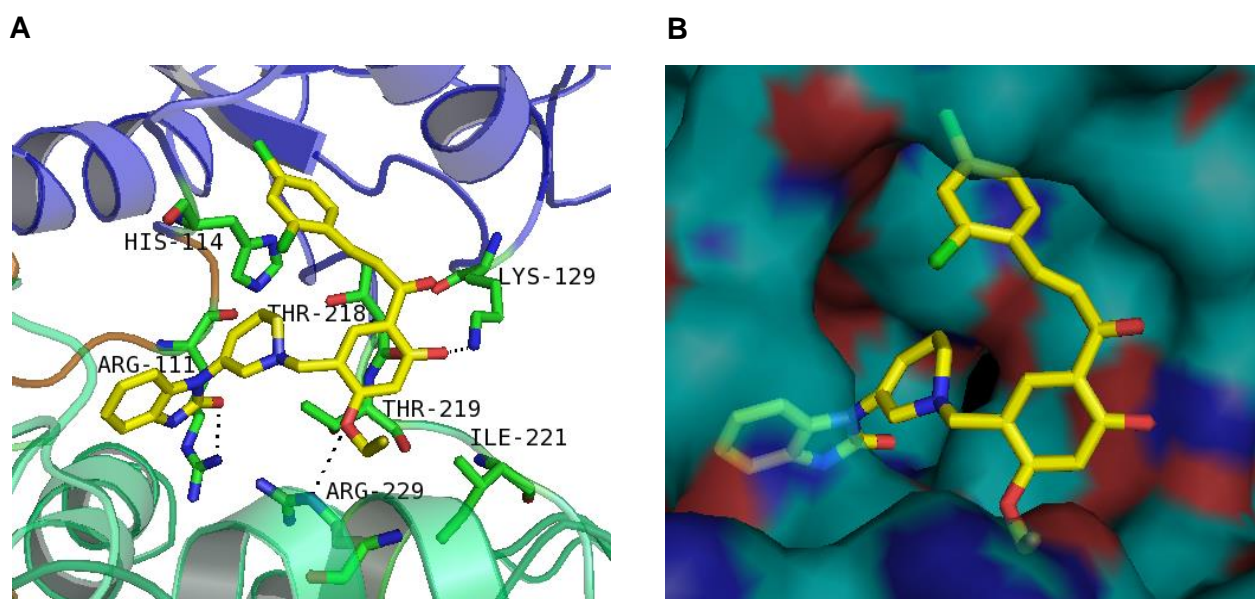 A
B
HIS-114
LYS-129
THR-218
ARG-111
THR-219
ILE-221
ARG-229